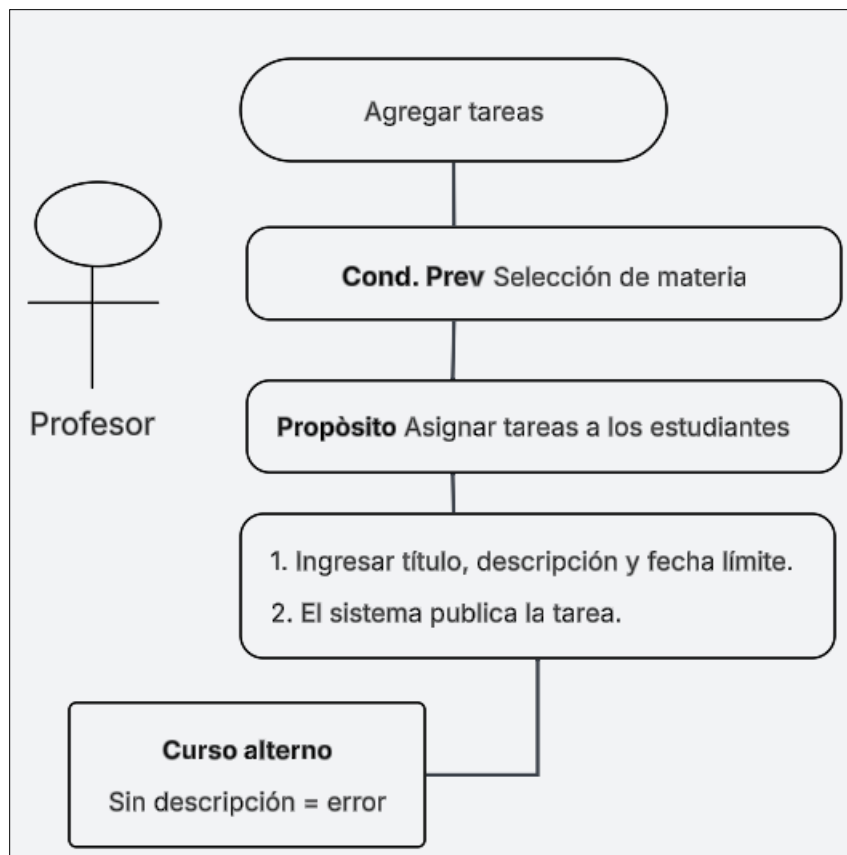 Agregar tareas
Cond. Prev Selección de materia
Profesor
Propòsito Asignar tareas a los estudiantes
1. Ingresar título, descripción y fecha límite.
2. El sistema publica la tarea.
Curso alterno
Sin descripción = error